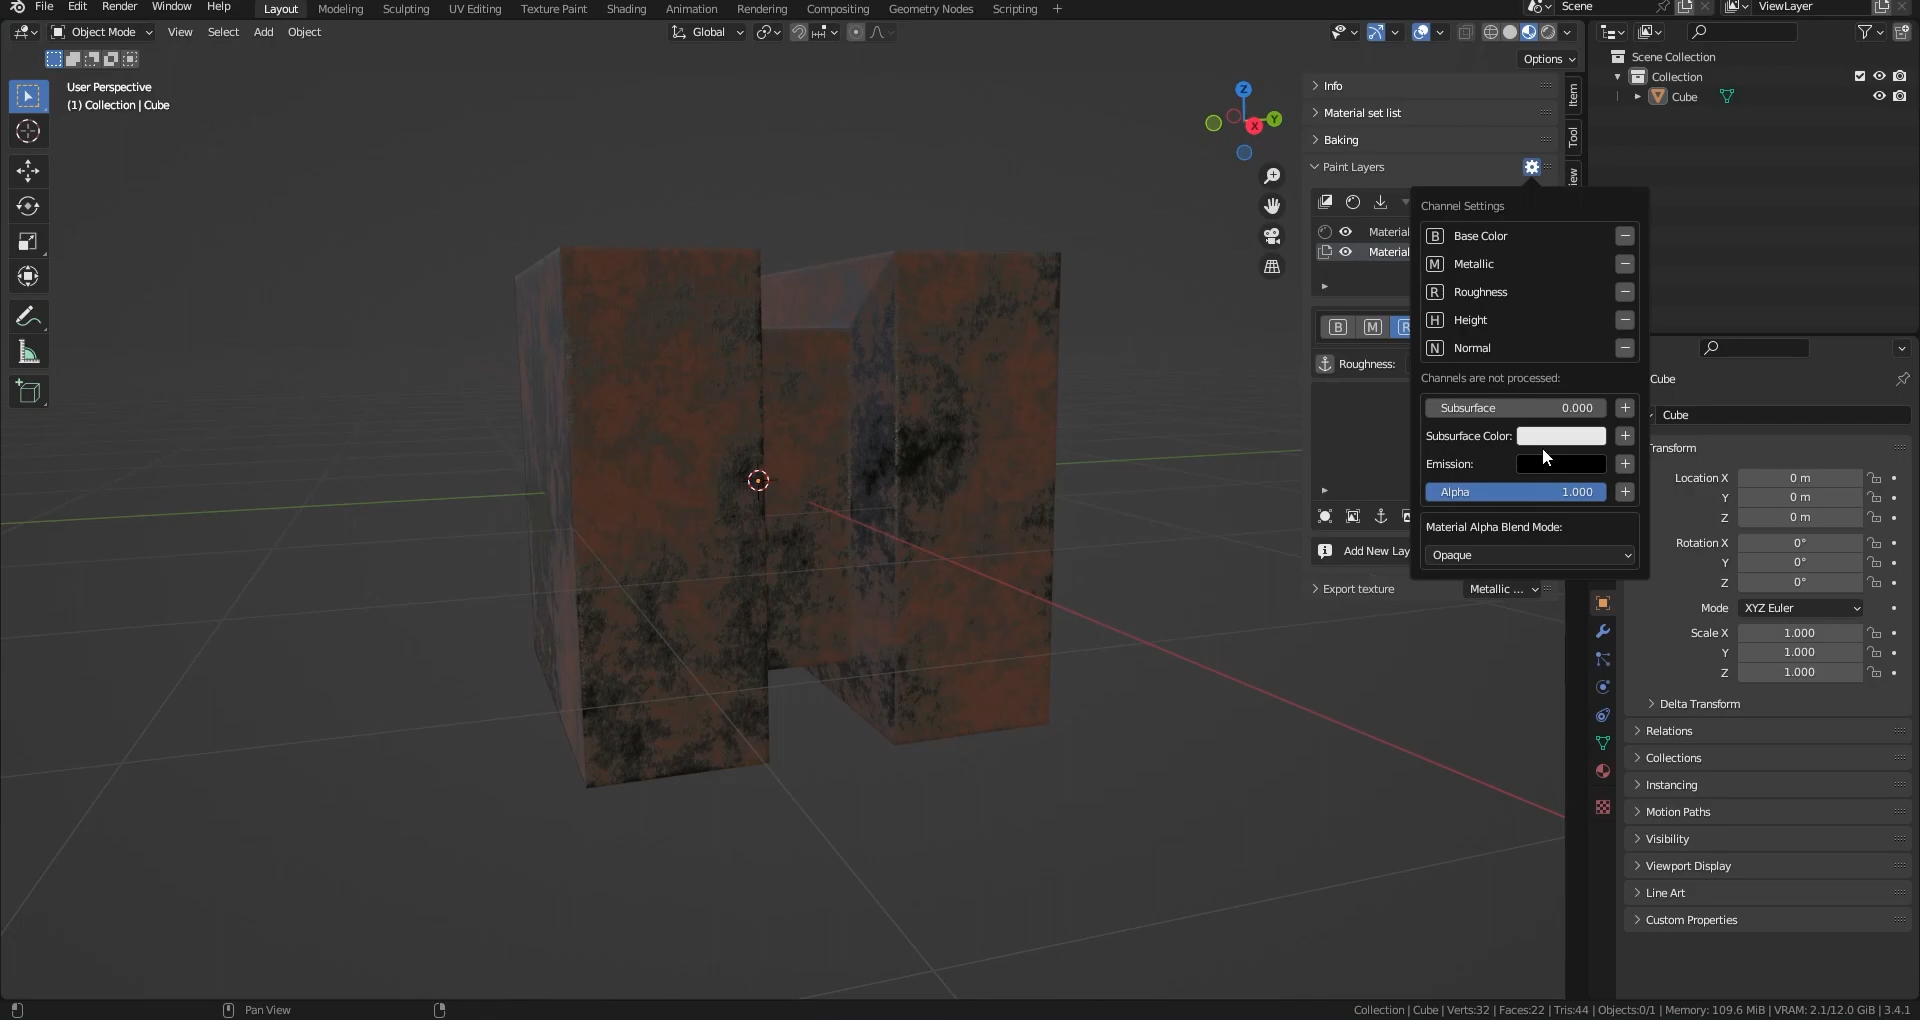 File Edit Render Window Help Layout Modeling Sculpting UV Editing Texture Paint Shading Animation Rendering Compositing Geometry Nodes Scripting + Scene ViewLayer
Object Mode View Select Add Object Global
Options
User Perspective
(1) Collection | Cube
Z
Y
X
Info
Material set list
Baking
Paint Layers
Material
Material
B M R
Roughness:
Add New Lay
Export texture Metallic ...
Item
Tool
Channel Settings
B Base Color
M Metallic
R Roughness
H Height
N Normal
Channels are not processed:
Subsurface 0.000
Subsurface Color:
Emission:
Alpha 1.000
Material Alpha Blend Mode:
Opaque
Scene Collection
Collection
Cube
Cube
Cube
Transform
Location X 0 m
Y 0 m
Z 0 m
Rotation X 0°
Y 0°
Z 0°
Mode XYZ Euler
Scale X 1.000
Y 1.000
Z 1.000
Delta Transform
Relations
Collections
Instancing
Motion Paths
Visibility
Viewport Display
Line Art
Custom Properties
Pan View
Collection | Cube | Verts:32 | Faces:22 | Tris:44 | Objects:0/1 | Memory: 109.6 MiB | VRAM: 2.1/12.0 GiB | 3.4.1